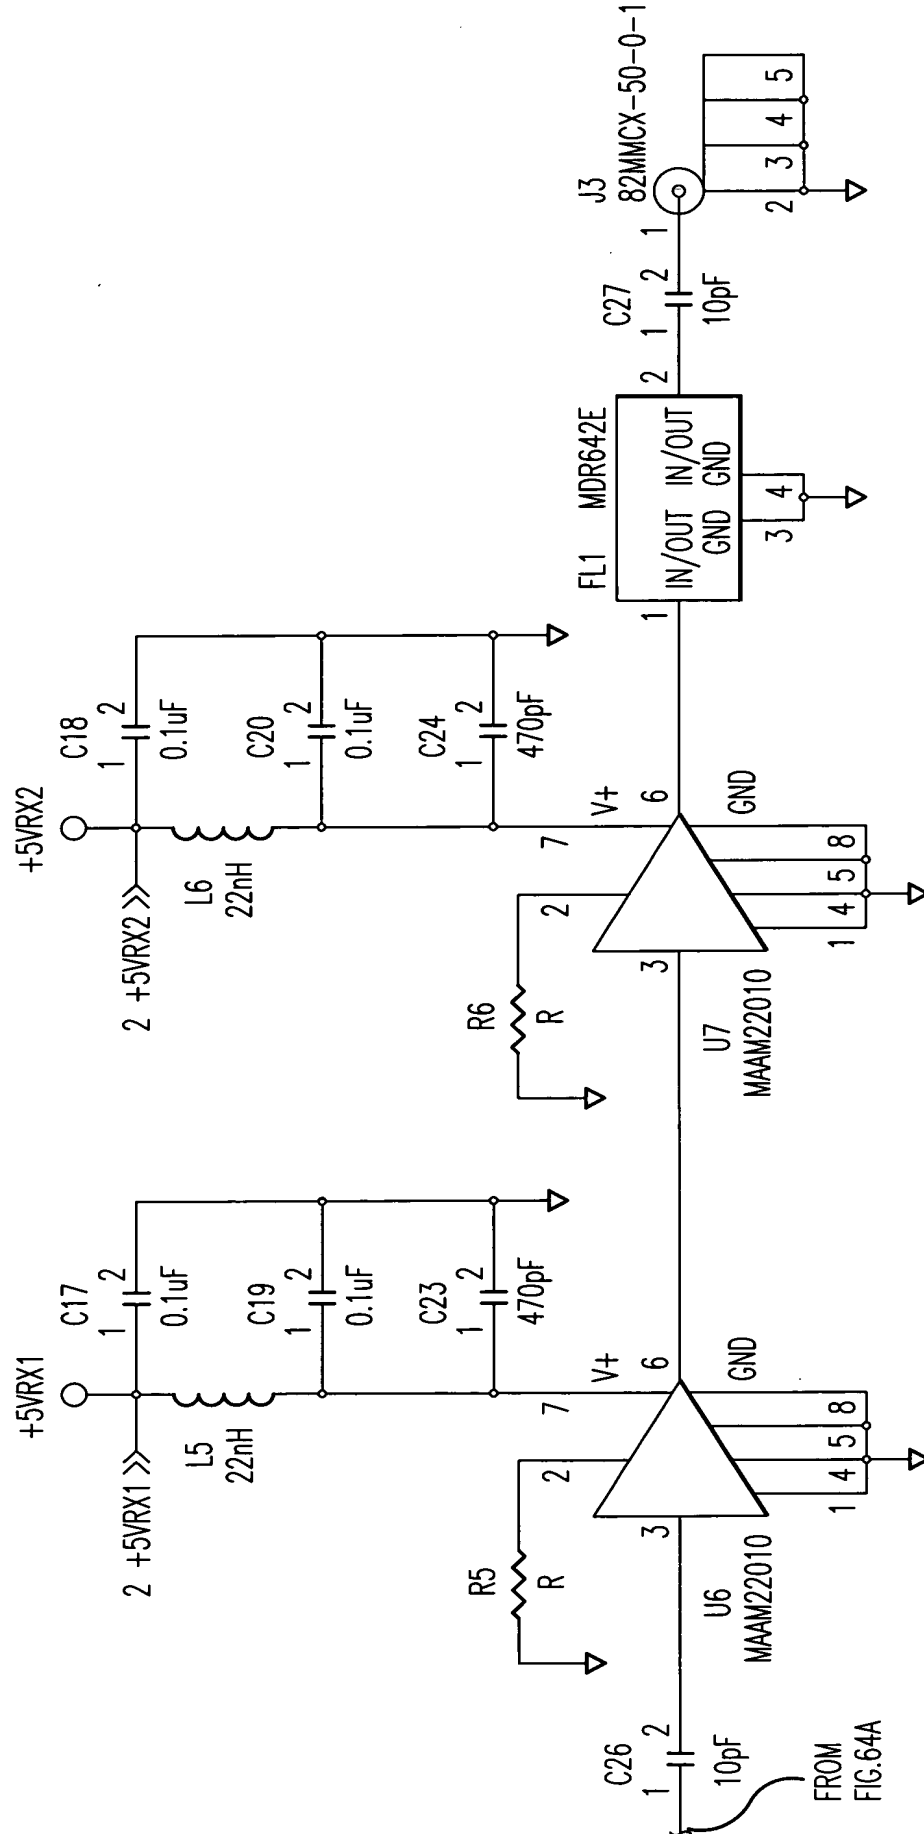 +5VRX1
2 +5VRX1
C17
1 2
0.1uF
L5
22nH
C19
1 2
0.1uF
C23
1 2
470pF
R5
R
7
V+
2
3
6
GND
1 4 5 8
U6
MAAM22010
C26
1 2
10pF
FROM
FIG.64A
+5VRX2
2 +5VRX2
C18
1 2
0.1uF
L6
22nH
C20
1 2
0.1uF
C24
1 2
470pF
R6
R
7
V+
2
3
6
GND
1 4 5 8
U7
MAAM22010
FL1 MDR642E
1
IN/OUT IN/OUT
GND GND
2
3 4
C27
1 2
10pF
J3
82MMCX-50-0-1
1
2 3 4 5